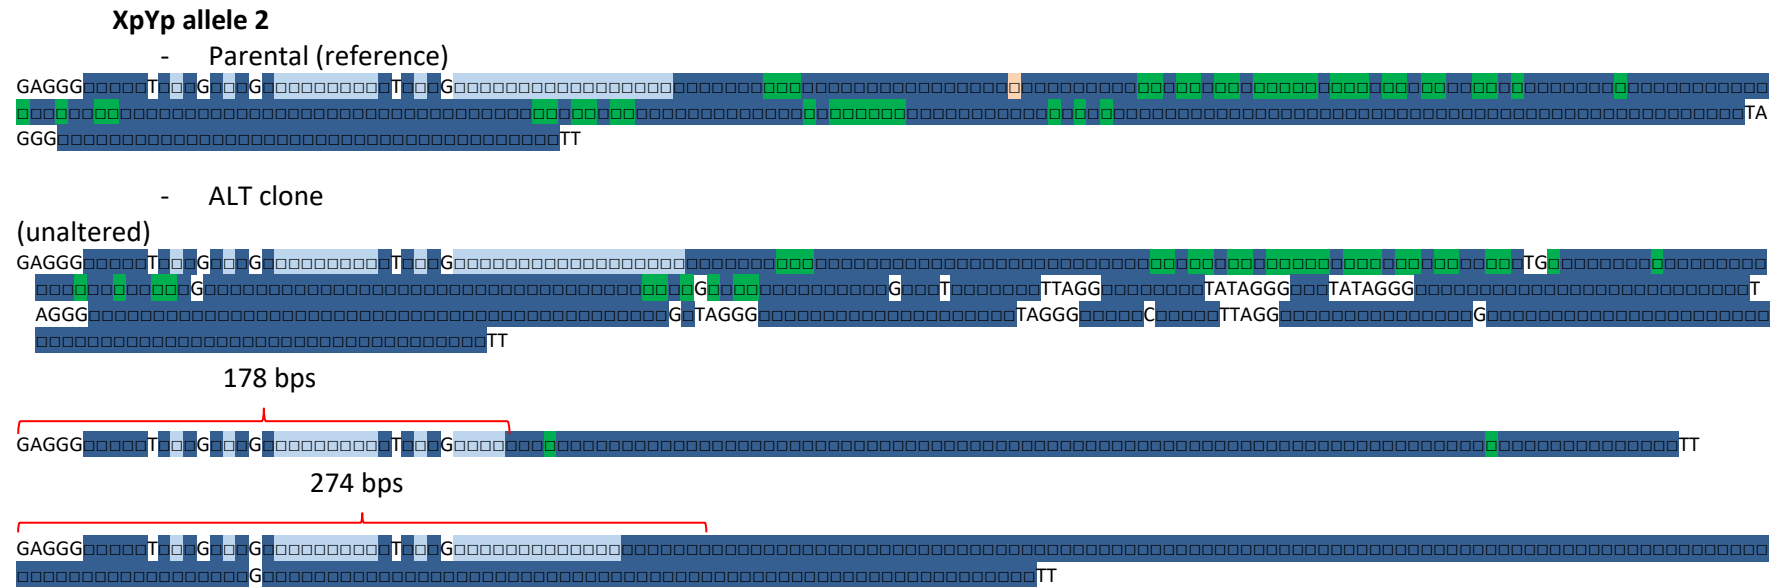 XpYp allele 2
- Parental (reference)
GAGGG T G G T G
TA
GGG TT
- ALT clone
(unaltered)
GAGGG T G G T G TG
G G G T TTAGG TATAGGG TATAGGG T
AGGG G TAGGG TAGGG C TTAGG G
TT
178 bps
GAGGG T G G T G TT
274 bps
GAGGG T G G T G
G TT